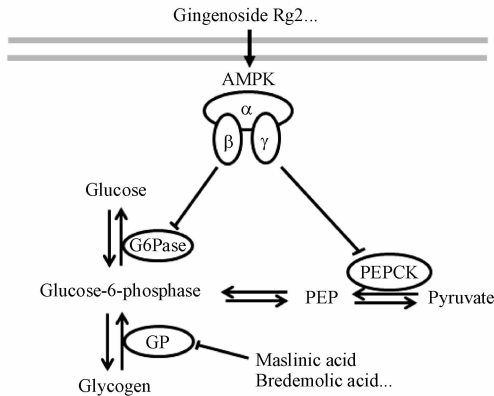 Gingenoside Rg2...
AMPK
α
β γ
Glucose
G6Pase
PEPCK
Glucose-6-phosphase
PEP
Pyruvate
GP
Maslinic acid
Bredemolic acid...
Glycogen